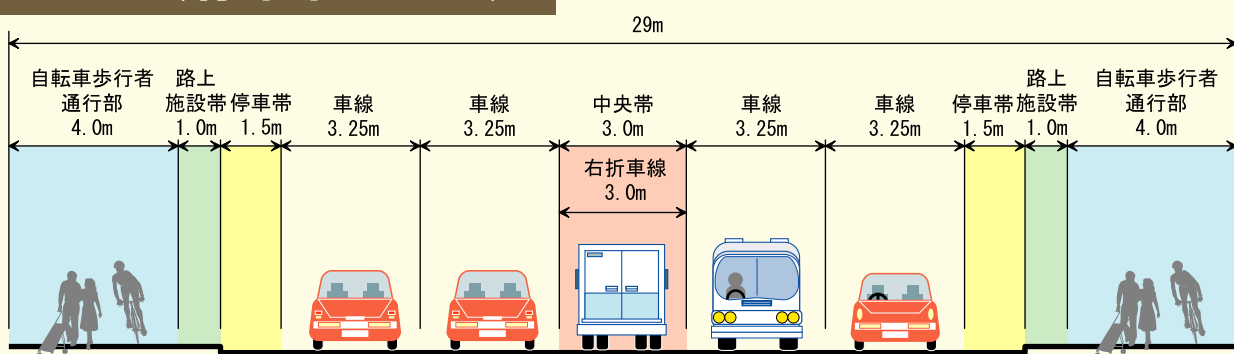 29m
自転車歩行者
通行部
4.0m
路上
施設帯
1.0m
停車帯
1.5m
車線
3.25m
車線
3.25m
中央帯
3.0m
右折車線
3.0m
車線
3.25m
車線
3.25m
停車帯
1.5m
路上
施設帯
1.0m
自転車歩行者
通行部
4.0m